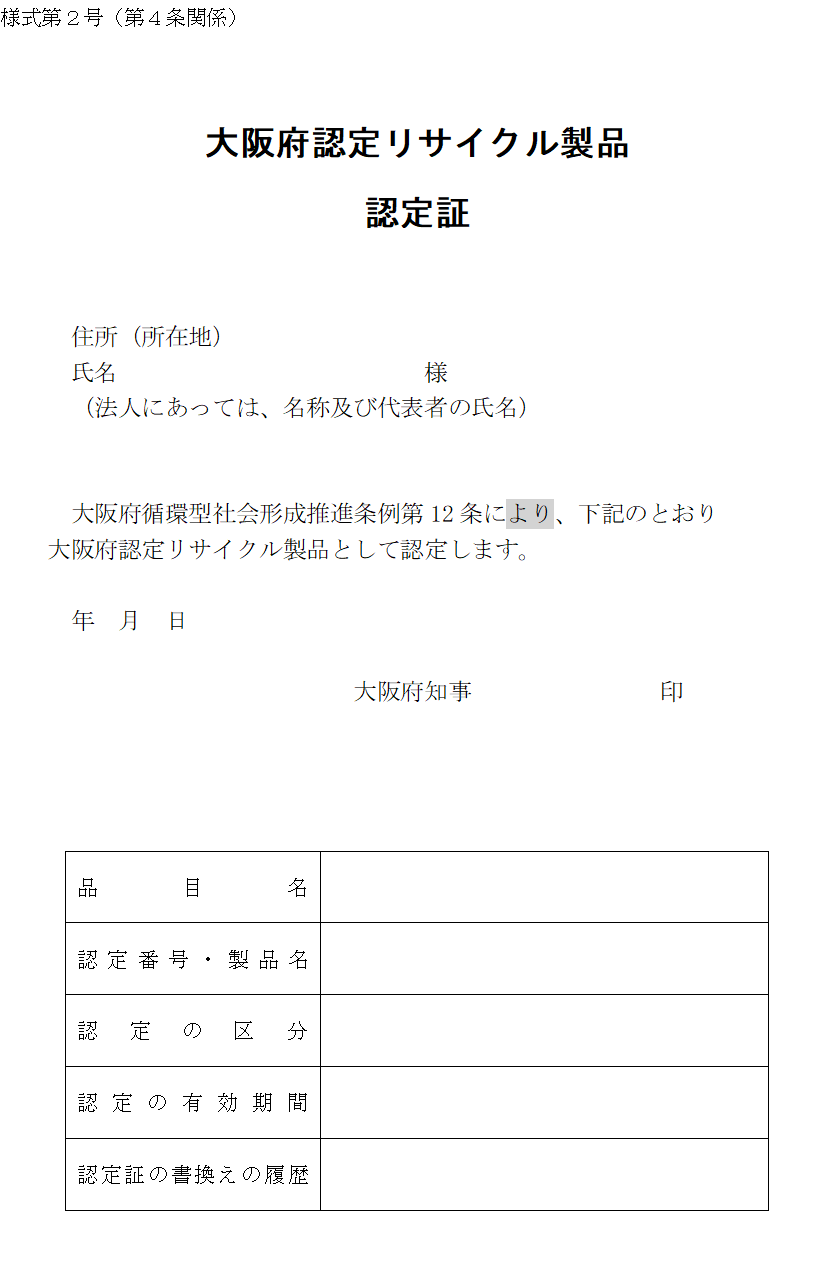 様式第２号（第４条関係）
大阪府認定リサイクル製品
認定証
住所（所在地）
氏名　　　　　　　　　　　　　様
（法人にあっては、名称及び代表者の氏名）
大阪府循環型社会形成推進条例第 12 条により、下記のとおり
大阪府認定リサイクル製品として認定します。
年　月　日
大阪府知事　　　　　　　　印
品目名
認定番号・製品名
認定の区分
認定の有効期間
認定証の書換えの履歴